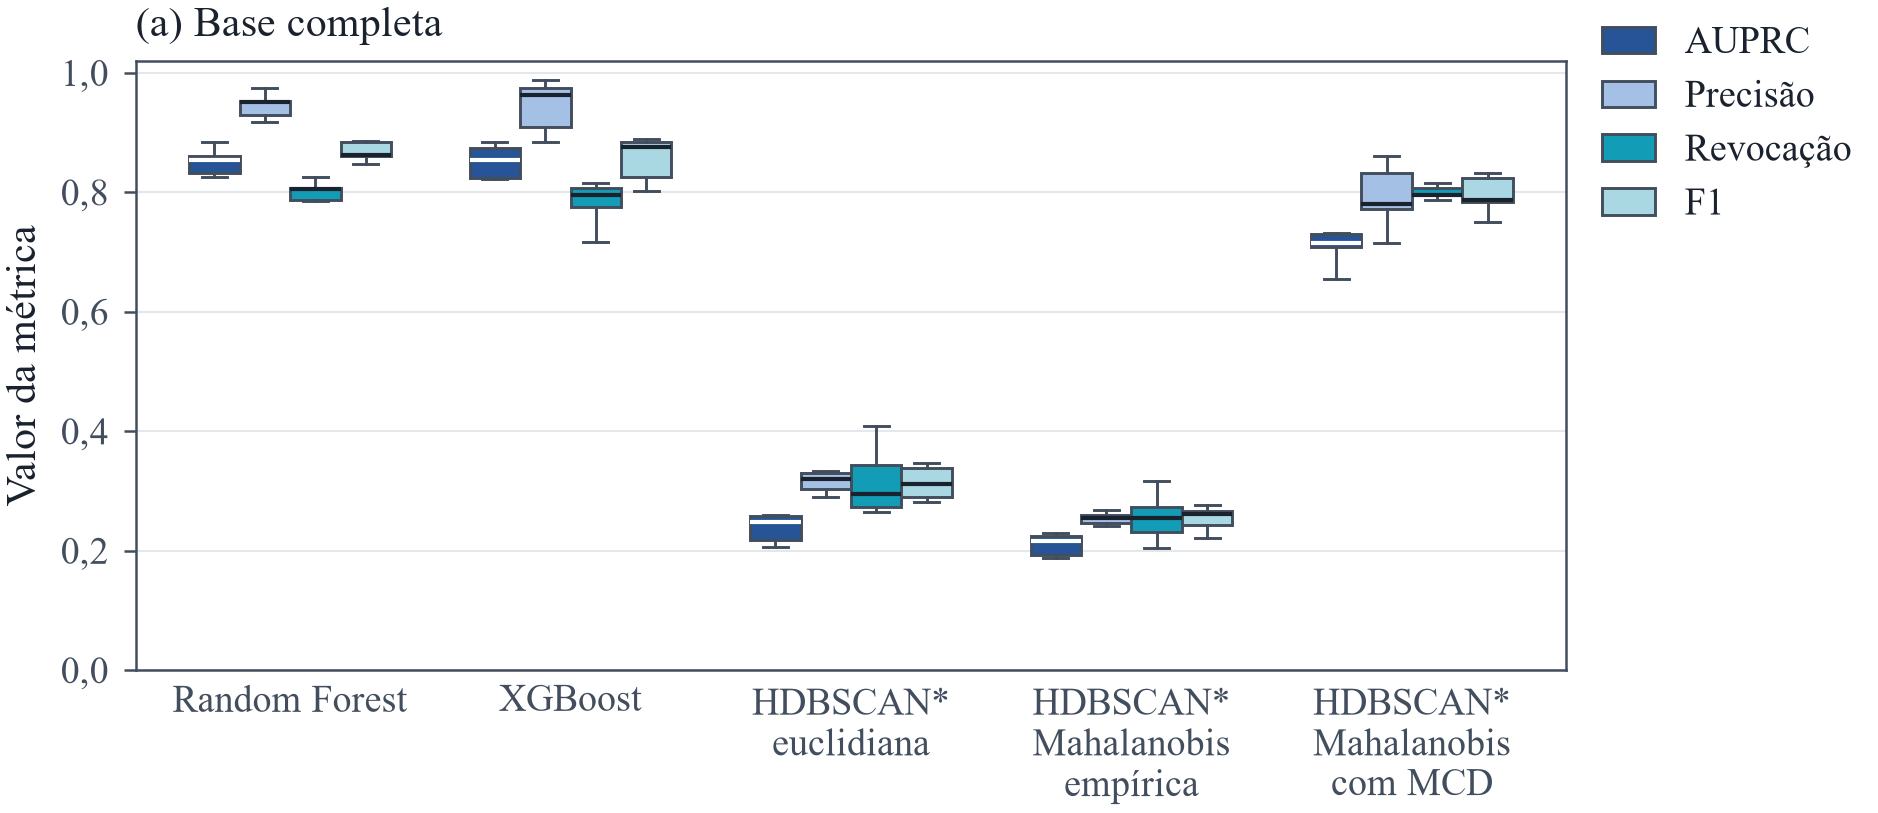 (a) Base completa
AUPRC
Precisão
Revocação
F1
Valor da métrica
1,0
0,8
0,6
0,4
0,2
0,0
Random Forest
XGBoost
HDBSCAN*
euclidiana
HDBSCAN*
Mahalanobis
empírica
HDBSCAN*
Mahalanobis
com MCD